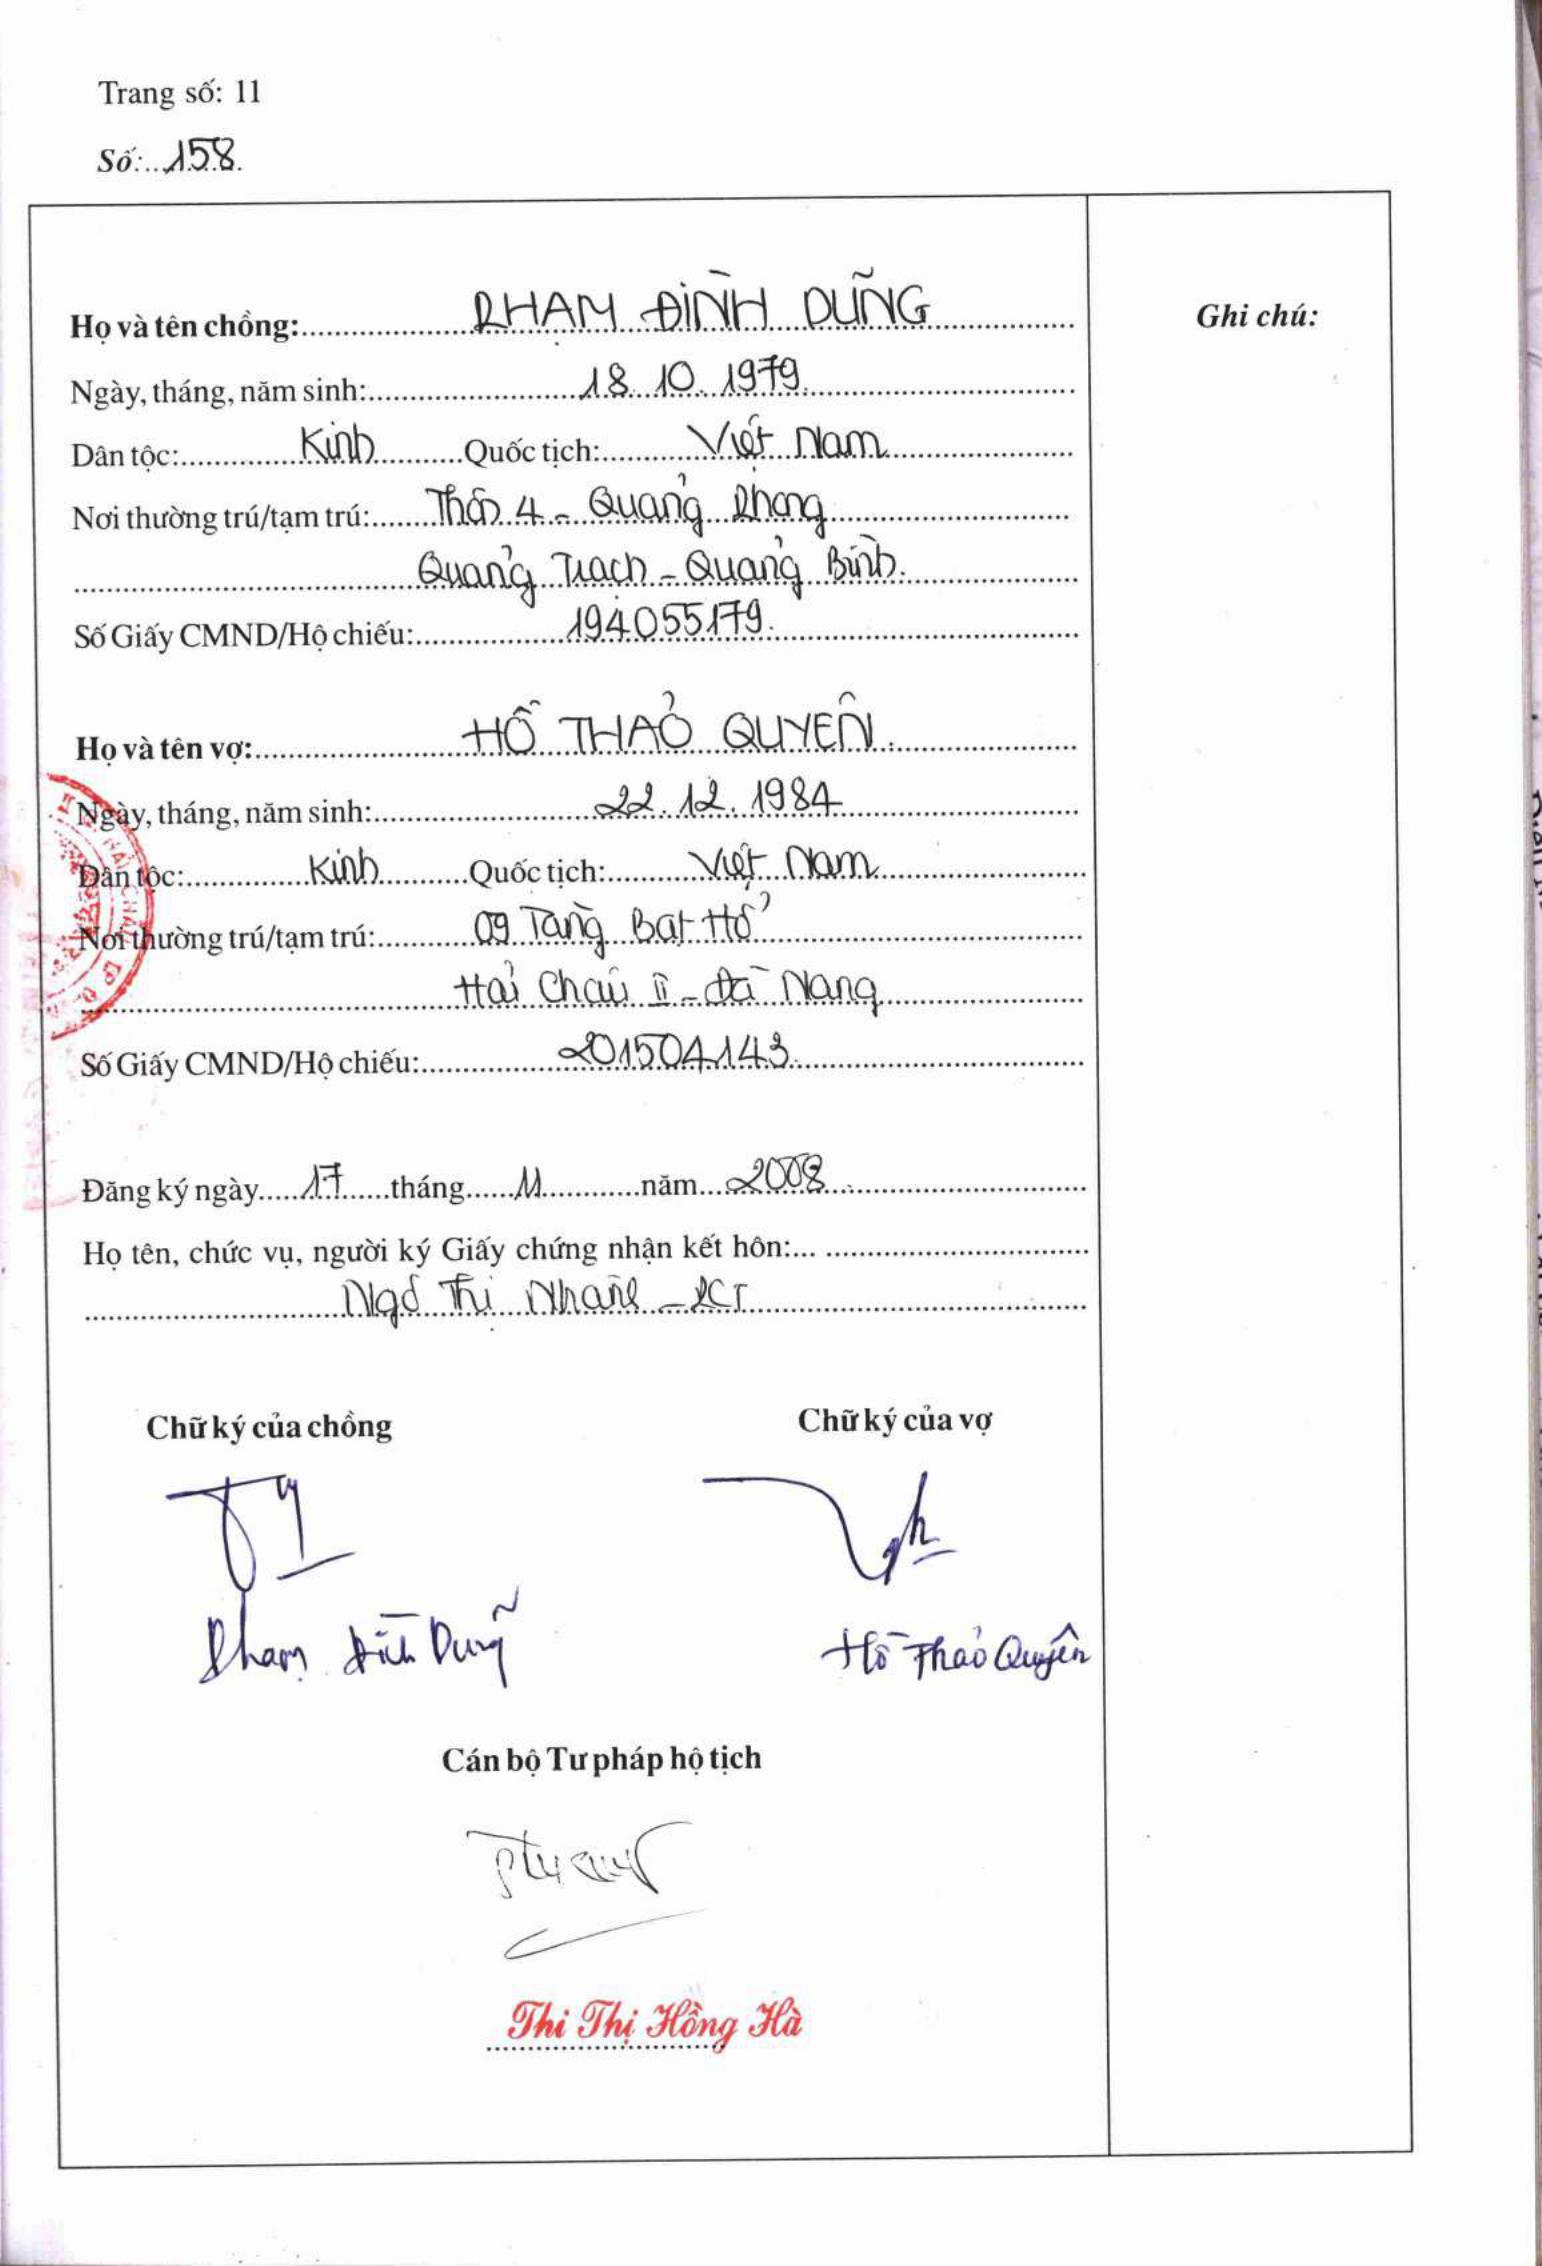 Trang số: 11
Số: 158
Họ và tên chồng: PHẠM ĐÌNH DŨNG
Ghi chú:
Ngày, tháng, năm sinh: 18.10.1979
Dân tộc: Kinh Quốc tịch: Việt Nam
Nơi thường trú/tạm trú: Thôn 4 - Quảng Phong
Quảng Trạch - Quảng Bình.
Số Giấy CMND/Hộ chiếu: 194055179.
Họ và tên vợ: HỒ THẢO QUYÊN
Ngày, tháng, năm sinh: 22.12.1984
Dân tộc: Kinh Quốc tịch: Việt Nam
Nơi thường trú/tạm trú: 09 Tăng Bạt Hổ
Hải Châu II - Đà Nẵng
Số Giấy CMND/Hộ chiếu: 201504143
Đăng ký ngày 17 tháng 11 năm 2008
Họ tên, chức vụ, người ký Giấy chứng nhận kết hôn:
Ngô Thị - PCT
Chữ ký của chồng Chữ ký của vợ
Phạm Đình Dũng Hồ Thảo Quyên
Cán bộ Tư pháp hộ tịch
Thi Thị Hồng Hà